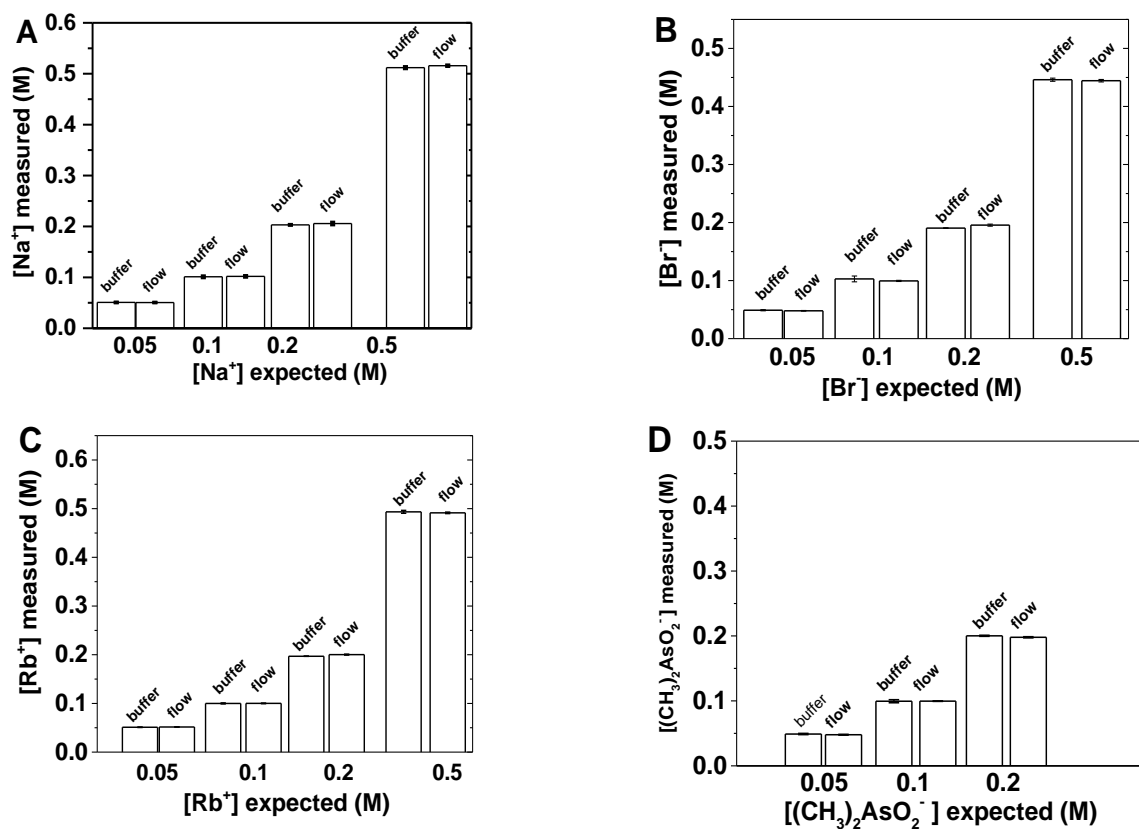 A
[Na⁺] measured (M)
0.6
0.5
0.4
0.3
0.2
0.1
0.0
buffer
flow
buffer
flow
buffer
flow
buffer
flow
0.05
0.1
0.2
0.5
[Na⁺] expected (M)
B
[Br⁻] measured (M)
0.5
0.4
0.3
0.2
0.1
0.0
buffer
flow
buffer
flow
buffer
flow
buffer
flow
0.05
0.1
0.2
0.5
[Br⁻] expected (M)
C
[Rb⁺] measured (M)
0.6
0.5
0.4
0.3
0.2
0.1
0.0
buffer
flow
buffer
flow
buffer
flow
buffer
flow
0.05
0.1
0.2
0.5
[Rb⁺] expected (M)
D
[(CH₃)₂AsO₂⁻] measured (M)
0.5
0.4
0.3
0.2
0.1
0.0
buffer
flow
buffer
flow
buffer
flow
0.05
0.1
0.2
[(CH₃)₂AsO₂⁻] expected (M)